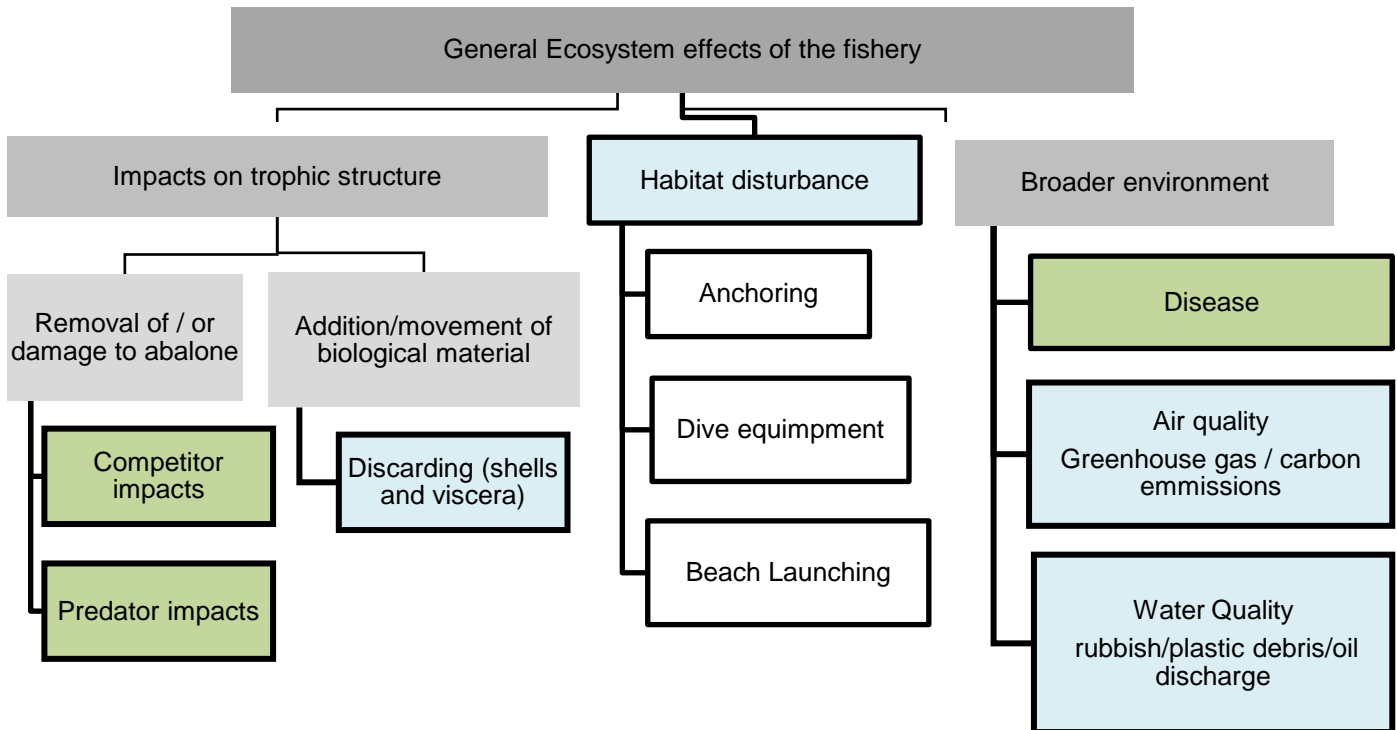 General Ecosystem effects of the fishery
Impacts on trophic structure
Habitat disturbance
Broader environment
Removal of / or
damage to abalone
Addition/movement of
biological material
Competitor
impacts
Predator impacts
Discarding (shells
and viscera)
Anchoring
Dive equimpment
Beach Launching
Disease
Air quality
Greenhouse gas / carbon
emmissions
Water Quality
rubbish/plastic debris/oil
discharge